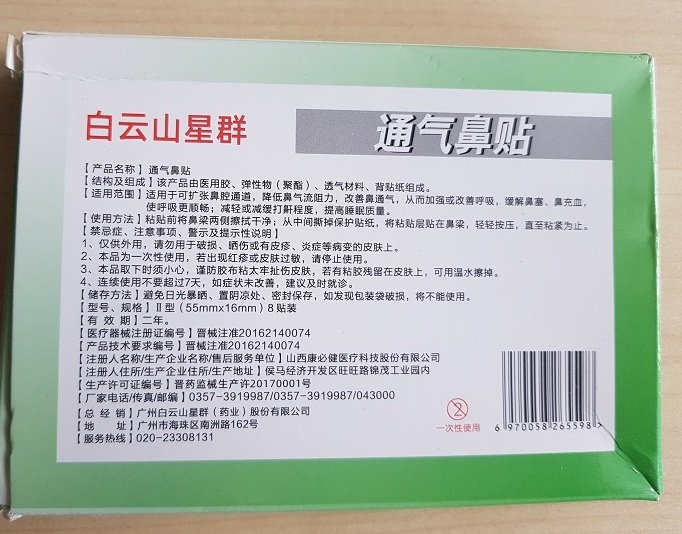 白云山星群
通气鼻贴
【产品名称】通气鼻贴
【结构及组成】该产品由医用胶、弹性物（聚酯）、透气材料、背贴纸组成。
【适用范围】适用于可扩张鼻腔通道，降低鼻气流阻力，改善鼻通气，从而加强或改善呼吸，缓解鼻塞、鼻充血，
使呼吸更顺畅；减轻或减缓打鼾程度，提高睡眠质量。
【使用方法】粘贴前将鼻梁两侧擦拭干净；从中间撕掉保护贴纸，将粘贴层贴在鼻梁，轻轻按压，直至粘紧为止。
【禁忌症、注意事项、警示及提示性说明】
1、仅供外用，请勿用于破损、晒伤或有皮疹、炎症等病变的皮肤上。
2、本品为一次性使用，若出现红疹或皮肤过敏，请停止使用。
3、本品取下时须小心，谨防胶布粘太牢扯伤皮肤，若有粘胶残留在皮肤上，可用温水擦掉。
4、连续使用不要超过7天，如症状未改善，建议及时就诊。
【储存方法】避免日光暴晒、置阴凉处、密封保存，如发现包装袋破损，将不能使用。
【型号、规格】Ⅱ型（55mm×16mm）8贴装
【有 效 期】二年。
【医疗器械注册证编号】晋械注准20162140074
【产品技术要求编号】晋械注准20162140074
【注册人名称/生产企业名称/售后服务单位】山西康必健医疗科技股份有限公司
【注册人住所/生产企业住所/生产地址】侯马经济开发区旺旺路锦茂工业园内
【生产许可证编号】晋药监械生产许20170001号
【厂家电话/传真/邮编】0357-3919987/0357-3919987/043000
【总 经 销】广州白云山星群（药业）股份有限公司
【地 址】广州市海珠区南洲路162号
【服务热线】020-23308131
2
一次性使用
6 970058 265598 >